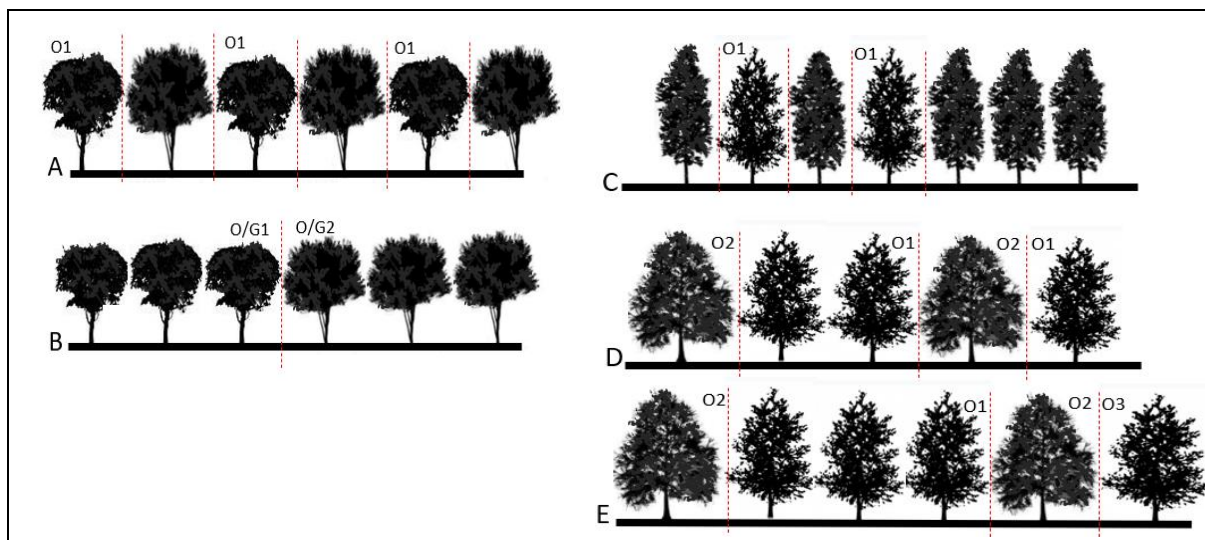 O1 O1 O1
A
O/G1 O/G2
B
O1 O1
C
O2 O1 O2 O1
D
O2 O1 O2 O3
E